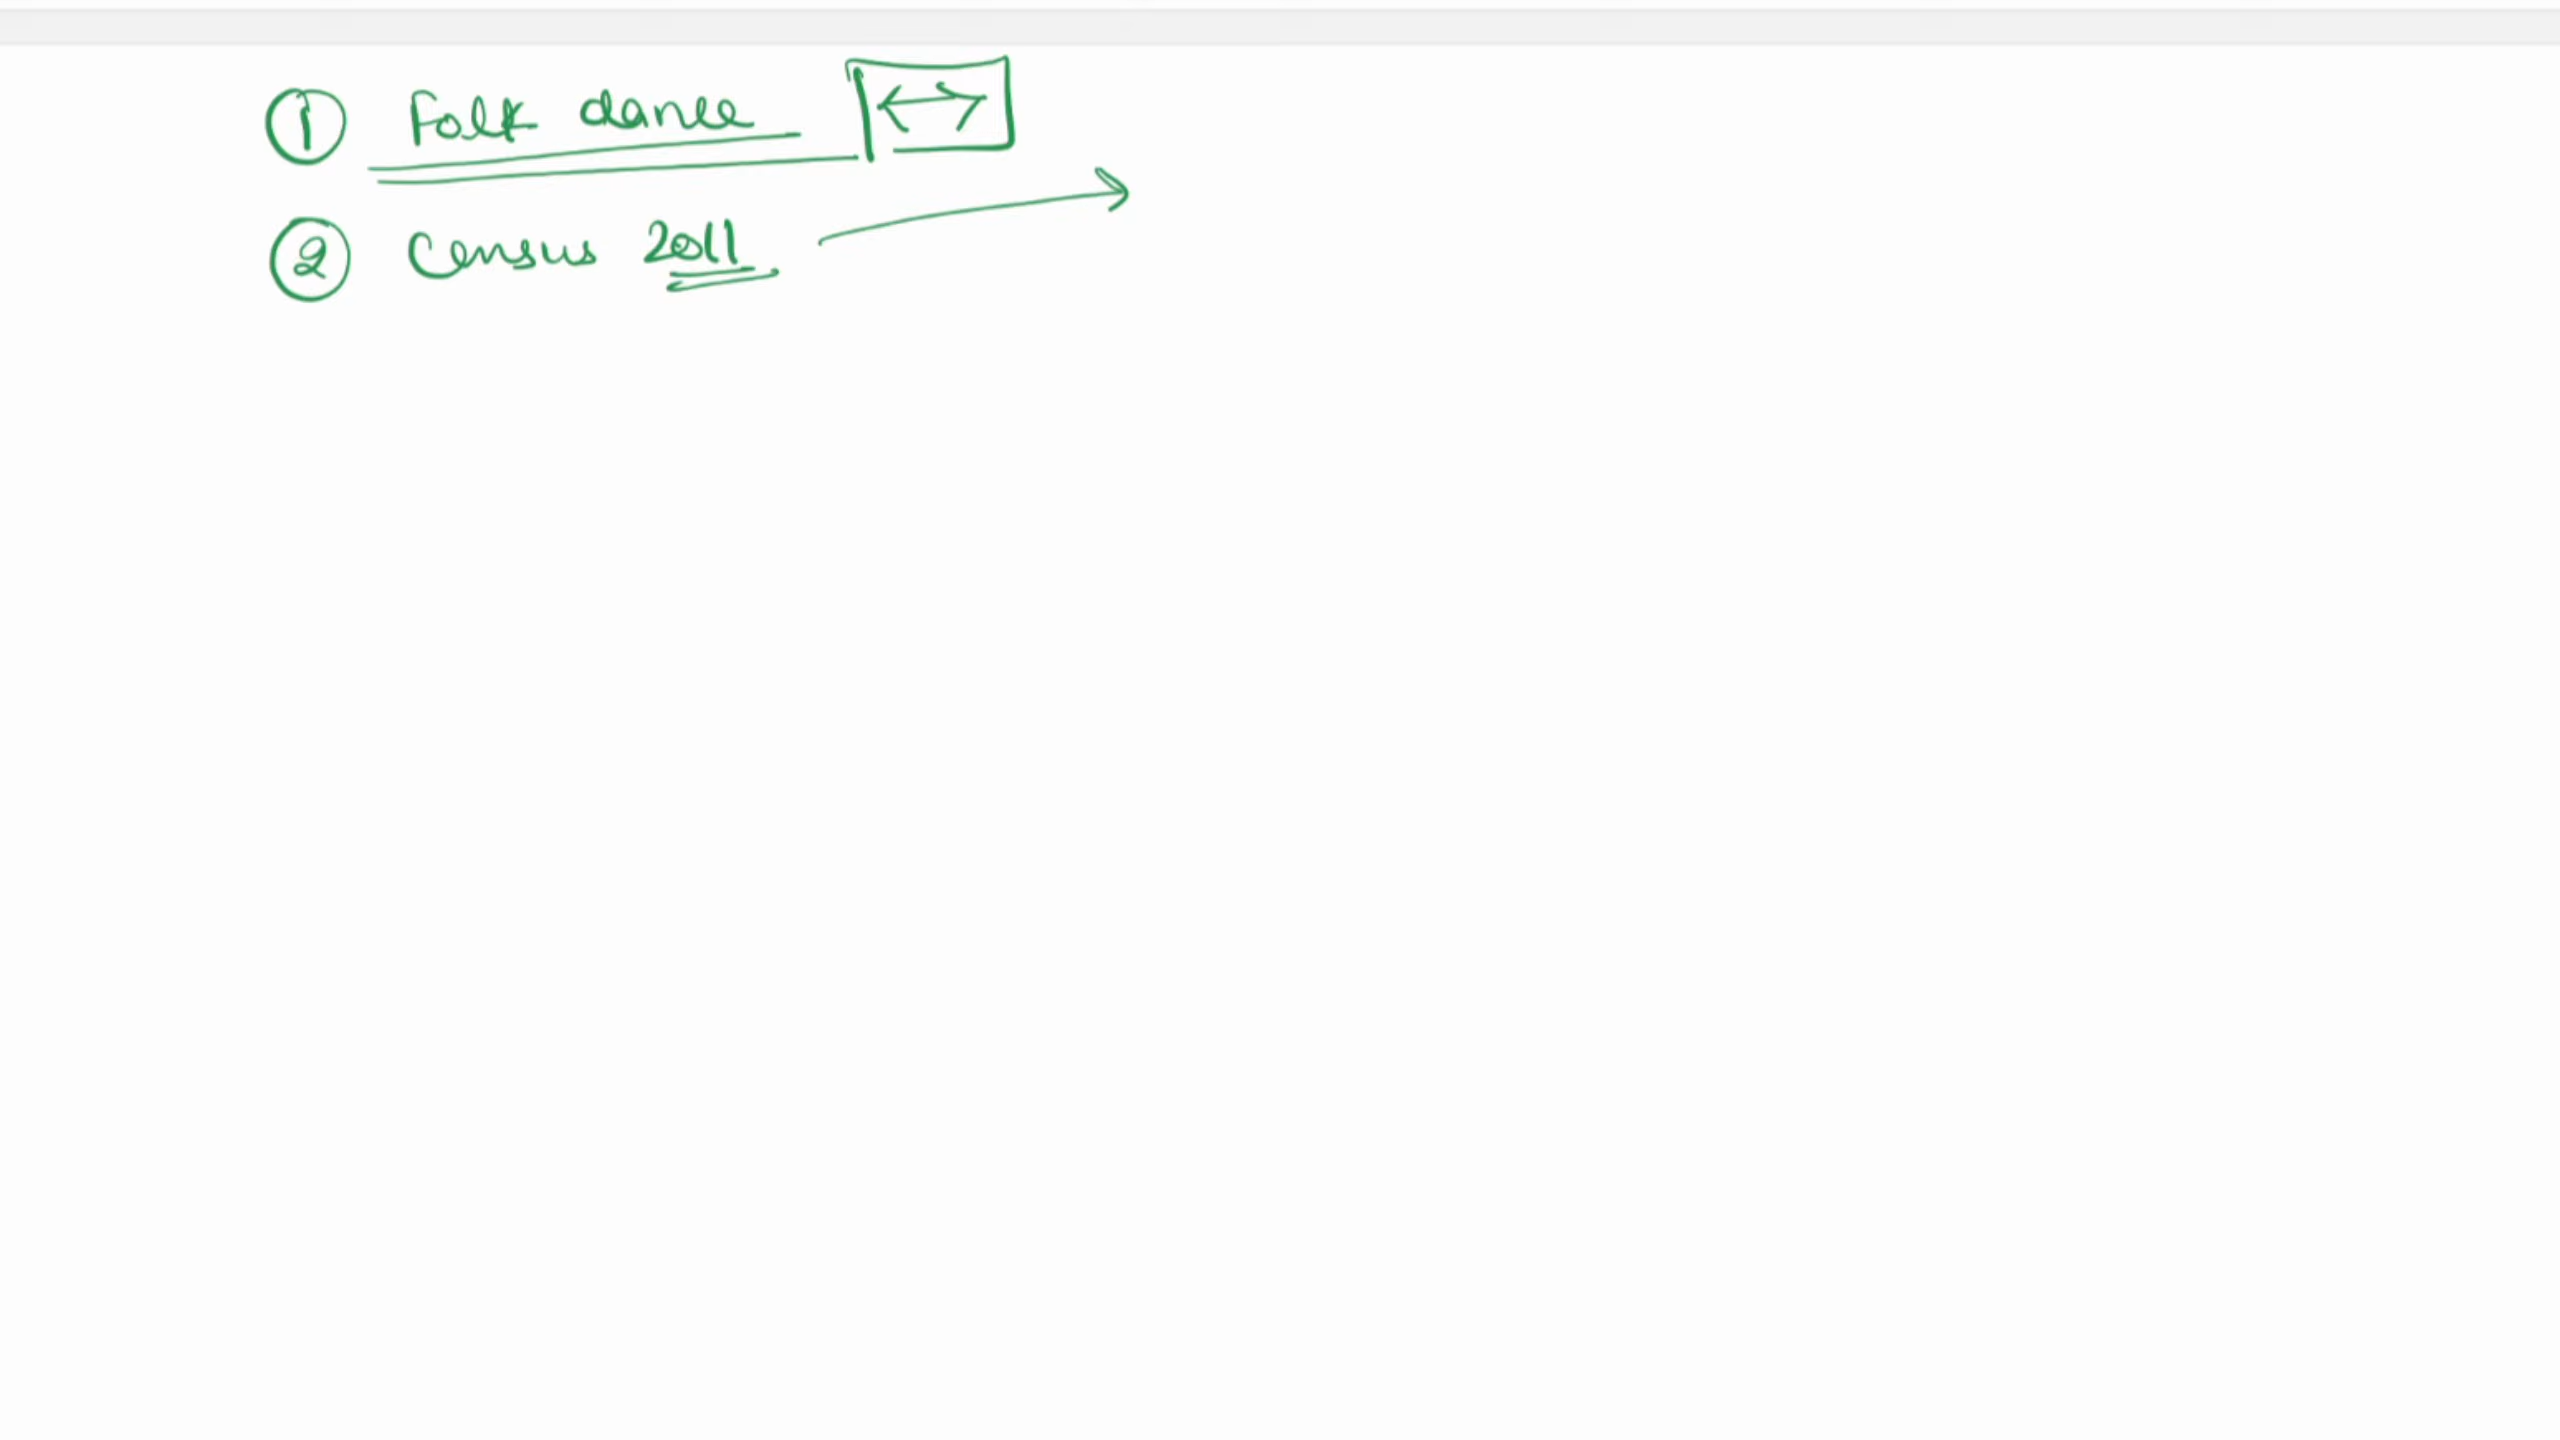 ① Folk dance ↔
② Census 2011 →